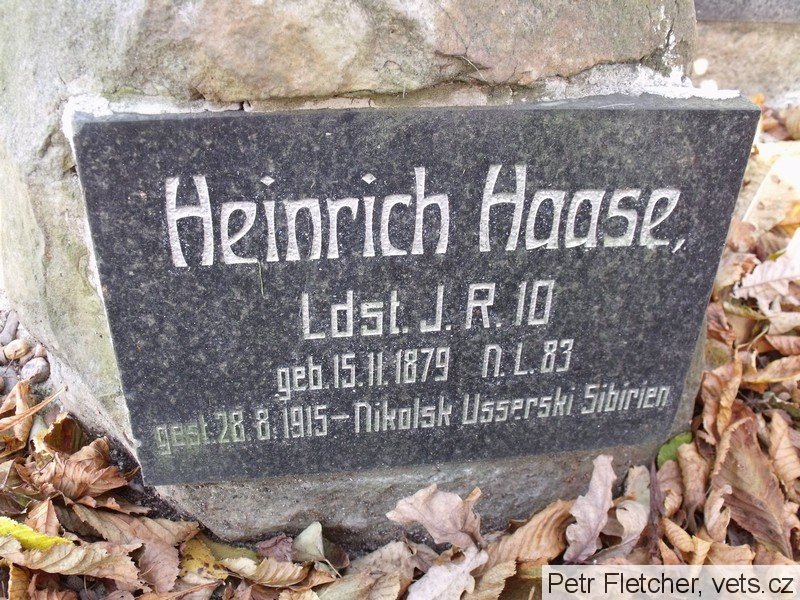 Heinrich Haase,
Ldst. J. R. 10
geb. 15. 11. 1879 N. L. 83
gest. 28. 8. 1915 - Nikolsk Usserski Sibirien
Petr Fletcher, vets.cz